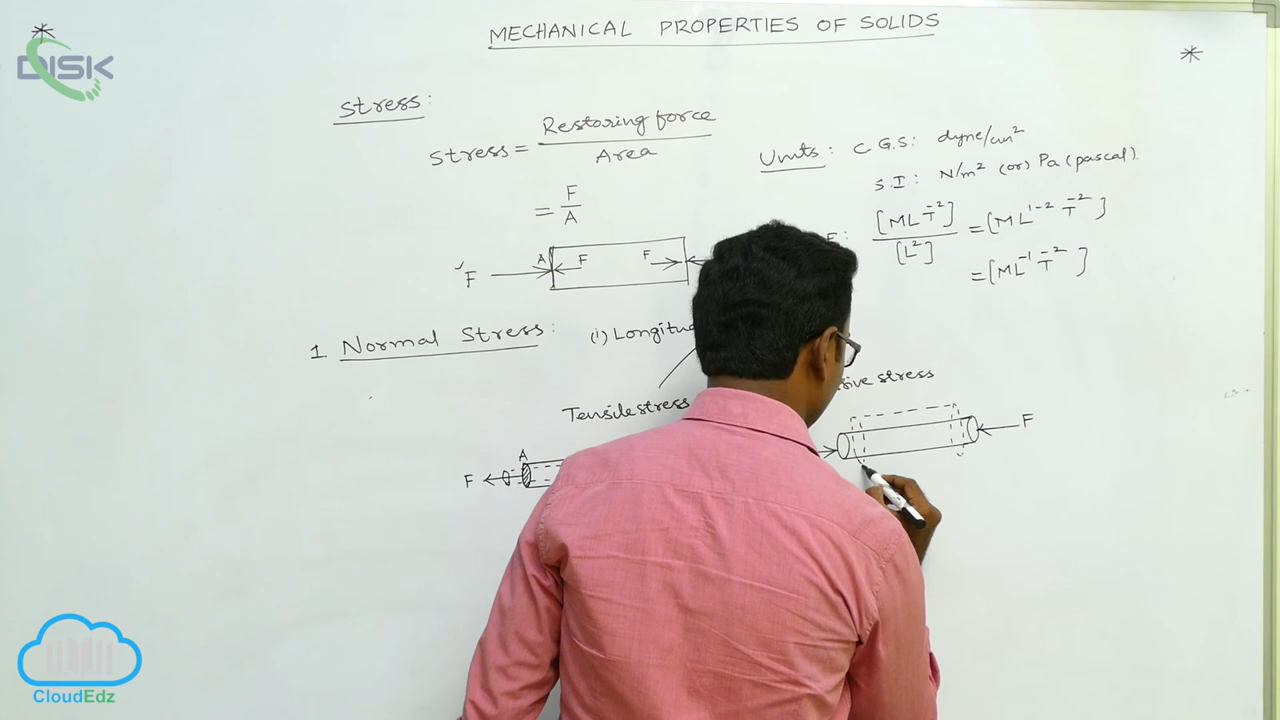 MECHANICAL PROPERTIES OF SOLIDS
DISK
Stress:
Stress = Restoring force / Area
= F / A
Units: C G.S: dyne/cm²
S.I: N/m² (or) Pa (pascal).
F: [MLT⁻²] / [L²] = [ML¹⁻² T⁻²]
= [ML⁻¹ T⁻²]
F A F F
1 Normal Stress: (i) Longitu
Tensile stress sive stress
F A F
CloudEdz